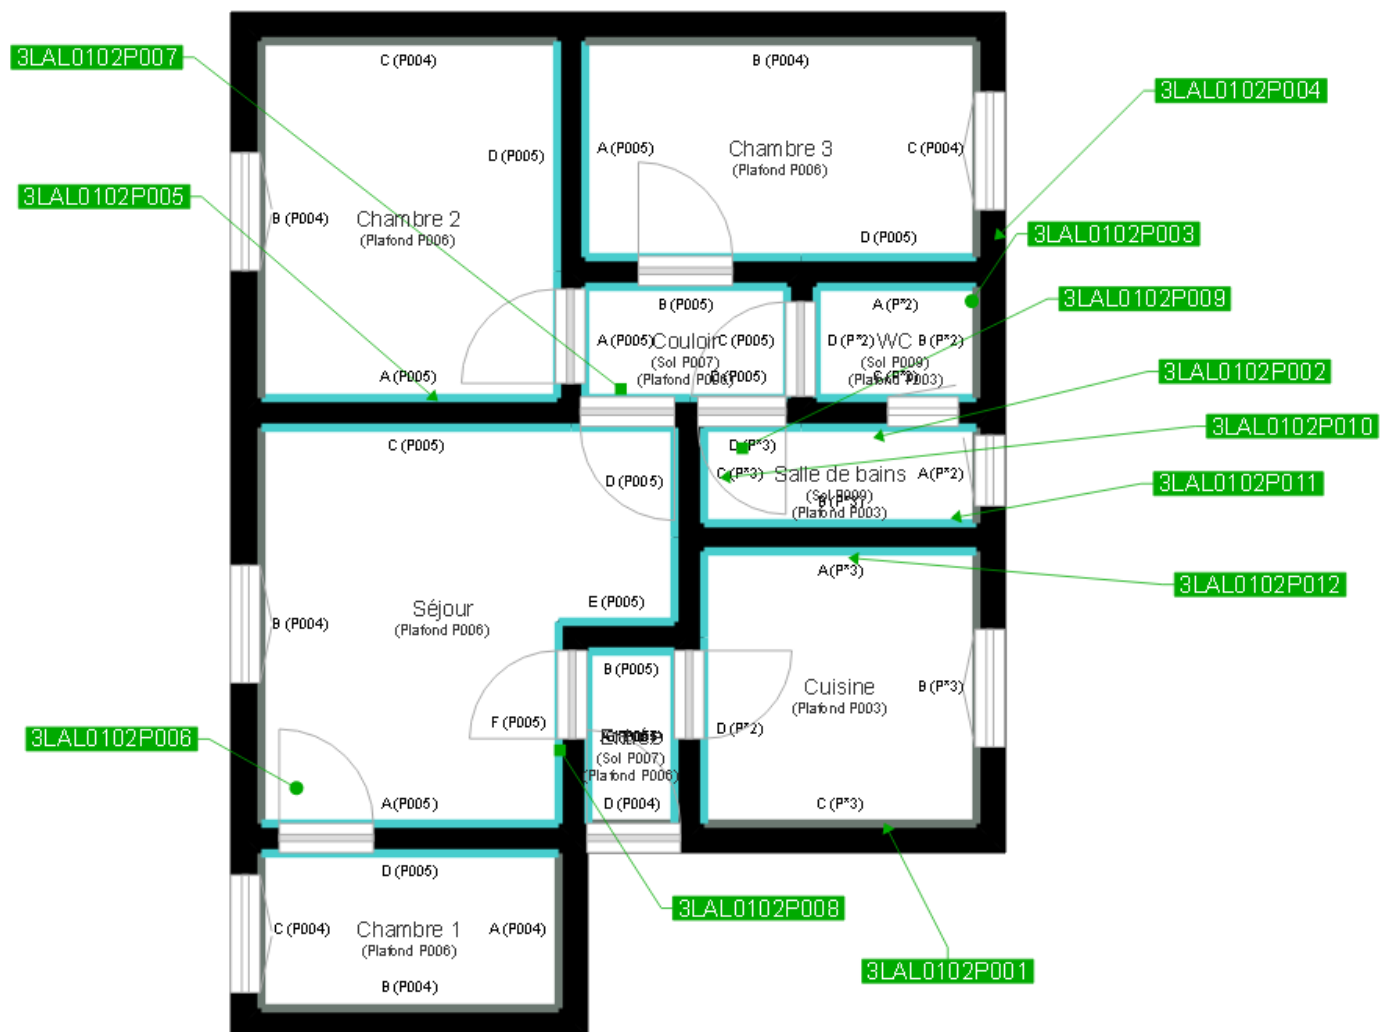 3LAL0102P007
C (P004)
B (P004)
3LAL0102P004
D (P005)
A (P005)
Chambre 3
(Plafond P006)
C (P004)
3LAL0102P005
B (P004)
Chambre 2
(Plafond P006)
D (P005)
3LAL0102P003
3LAL0102P009
B (P005)
A (P*2)
A (P005)
Couloir
C (P005)
(Sol P007)
(Plafond P006)
D (P005)
D (P*2)
WC
B (P*2)
(Sol P009)
(Plafond P003)
A (P005)
3LAL0102P002
3LAL0102P010
C (P005)
D (P*3)
D (P005)
C (P*3)
Salle de bains
A (P*2)
(Sol P009)
B (P*3)
(Plafond P003)
3LAL0102P011
A (P*3)
3LAL0102P012
E (P005)
Séjour
(Plafond P006)
B (P004)
B (P005)
Cuisine
(Plafond P003)
B (P*3)
F (P005)
D (P*2)
3LAL0102P006
(Sol P007)
(Plafond P006)
A (P005)
D (P004)
C (P*3)
D (P005)
3LAL0102P008
C (P004)
Chambre 1
(Plafond P006)
A (P004)
3LAL0102P001
B (P004)